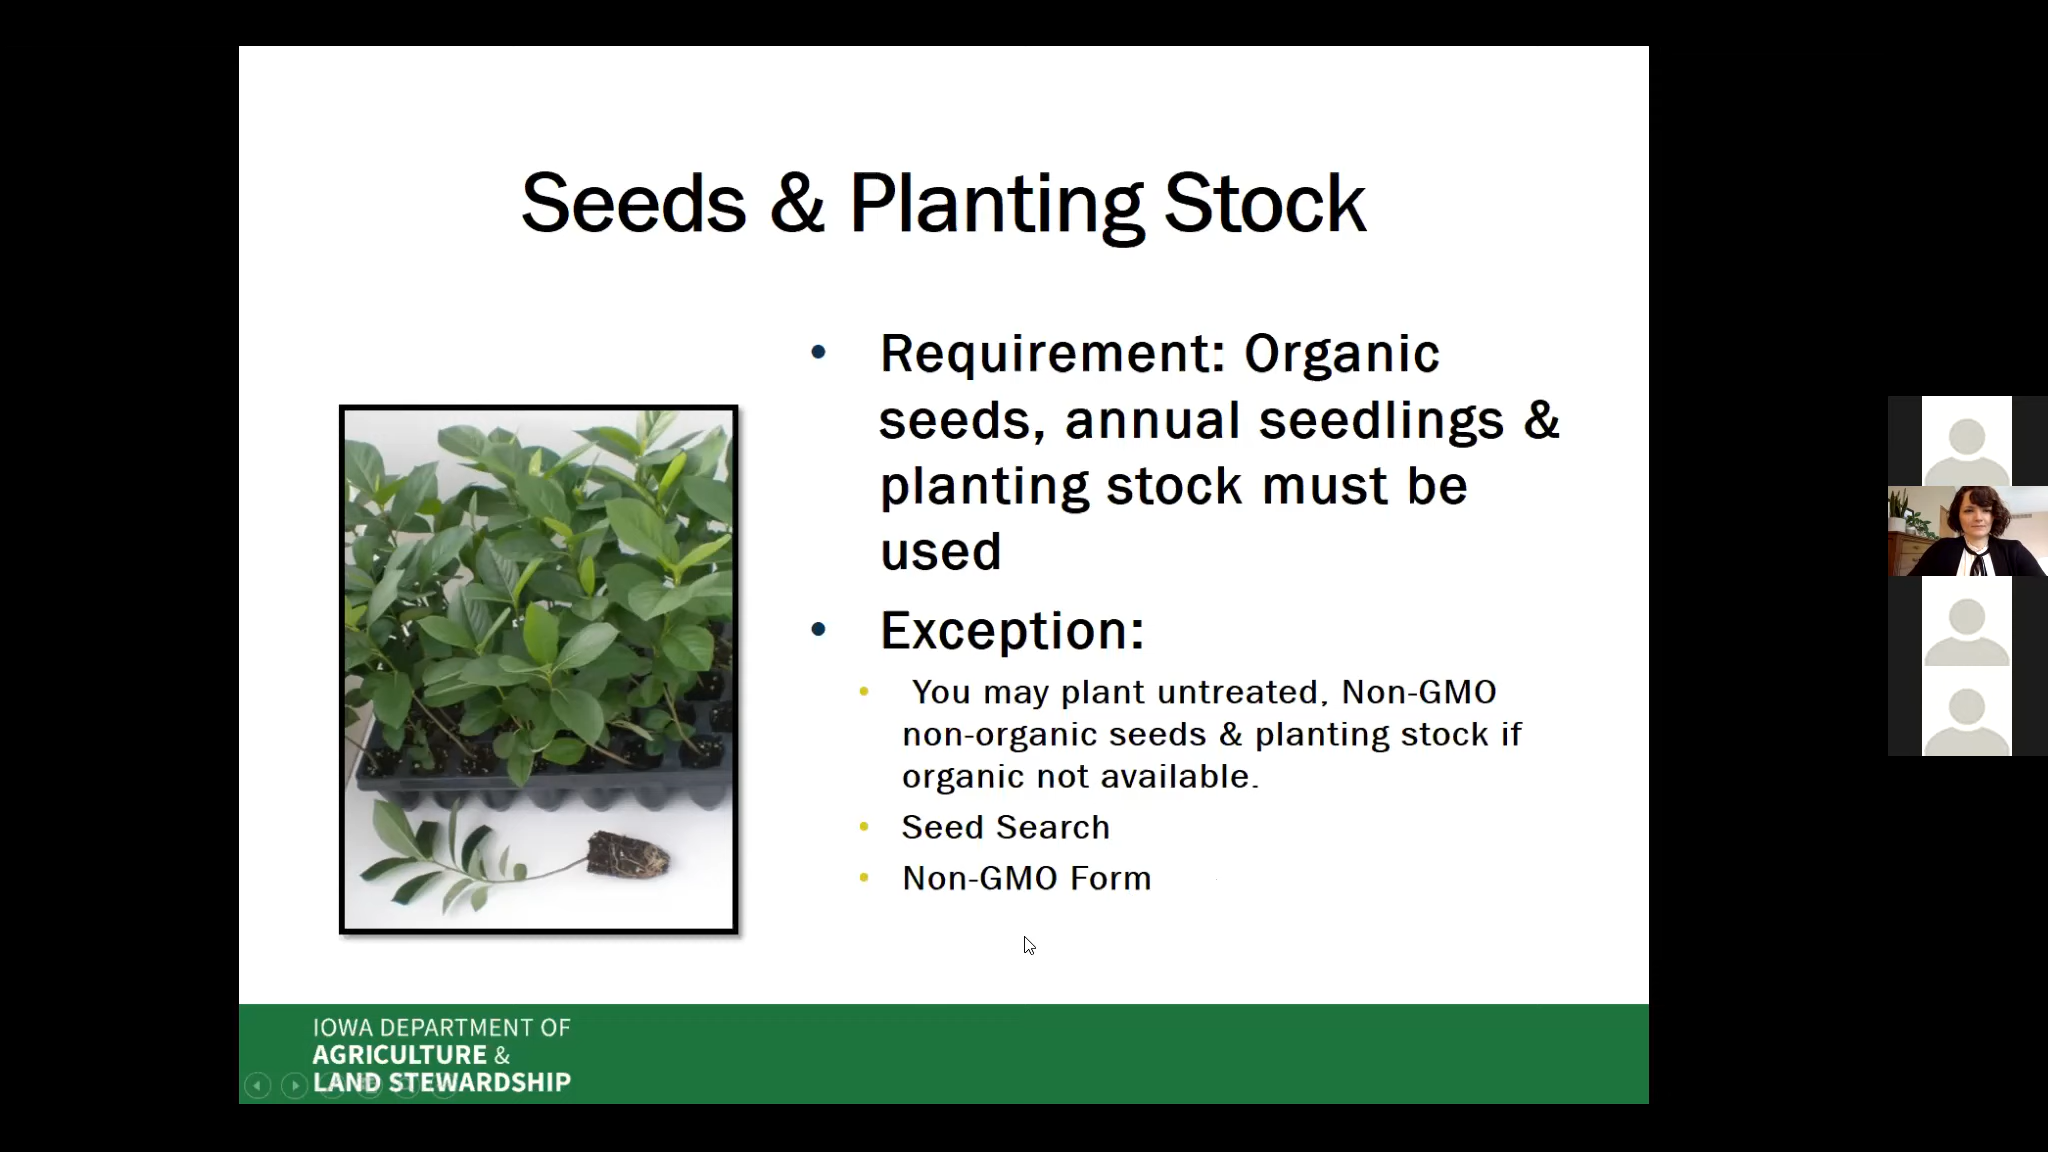 Seeds & Planting Stock
• Requirement: Organic
seeds, annual seedlings &
planting stock must be
used
• Exception:
• You may plant untreated, Non-GMO
non-organic seeds & planting stock if
organic not available.
• Seed Search
• Non-GMO Form
IOWA DEPARTMENT OF
AGRICULTURE &
LAND STEWARDSHIP